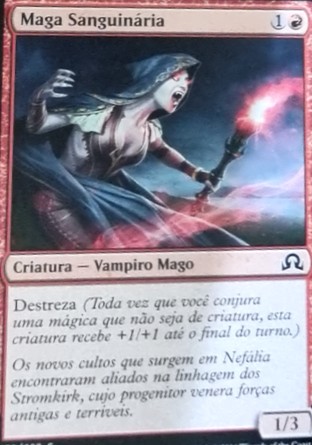 Maga Sanguinária 1
Criatura — Vampiro Mago
Destreza (Toda vez que você conjura
uma mágica que não seja de criatura, esta
criatura recebe +1/+1 até o final do turno.)
Os novos cultos que surgem em Nefália
encontraram aliados na linhagem dos
Stromkirk, cujo progenitor venera forças
antigas e terríveis.
1/3